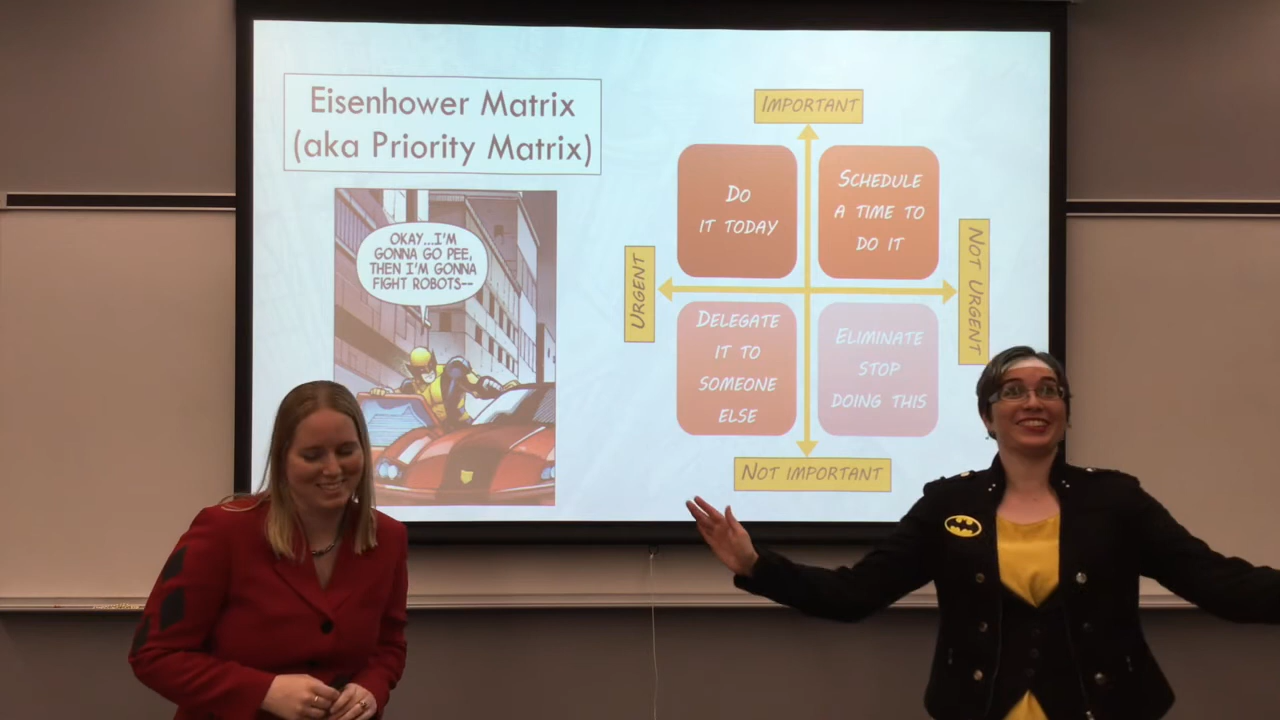 Eisenhower Matrix
(aka Priority Matrix)
OKAY...I'M
GONNA GO PEE,
THEN I'M GONNA
FIGHT ROBOTS--
IMPORTANT
DO
IT TODAY
SCHEDULE
A TIME TO
DO IT
URGENT
NOT URGENT
DELEGATE
IT TO
SOMEONE
ELSE
ELIMINATE
STOP
DOING THIS
NOT IMPORTANT